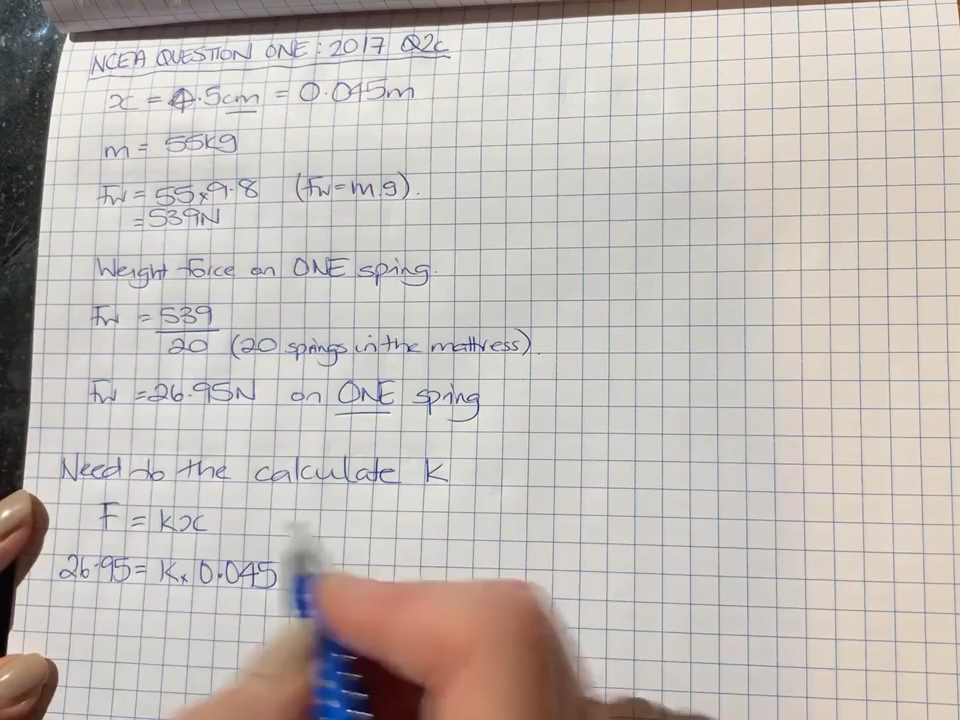 NCEA QUESTION ONE: 2017 Q2c
x = 4.5cm = 0.045m
m = 55kg
Fw = 55x9.8 (Fw=m.g).
= 539N
Weight force on ONE spring.
Fw = 539
20 (20 springs in the mattress).
Fw = 26.95N on ONE spring
Need to the calculate K
F = Kx
26.95 = K x 0.045